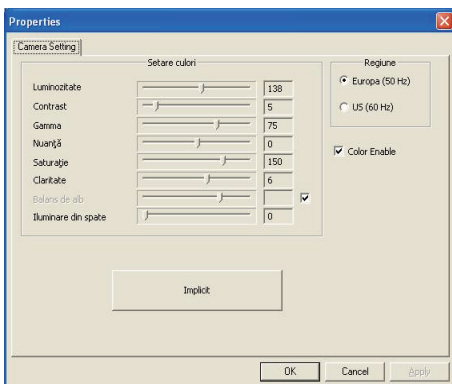 Properties
Camera Setting
Setare culori
Luminozitate 138
Contrast 5
Gamma 75
Nuanţă 0
Saturaţie 150
Claritate 6
Balans de alb
Iluminare din spate 0
Regiune
Europa (50 Hz)
US (60 Hz)
Color Enable
Implicit
OK Cancel Apply